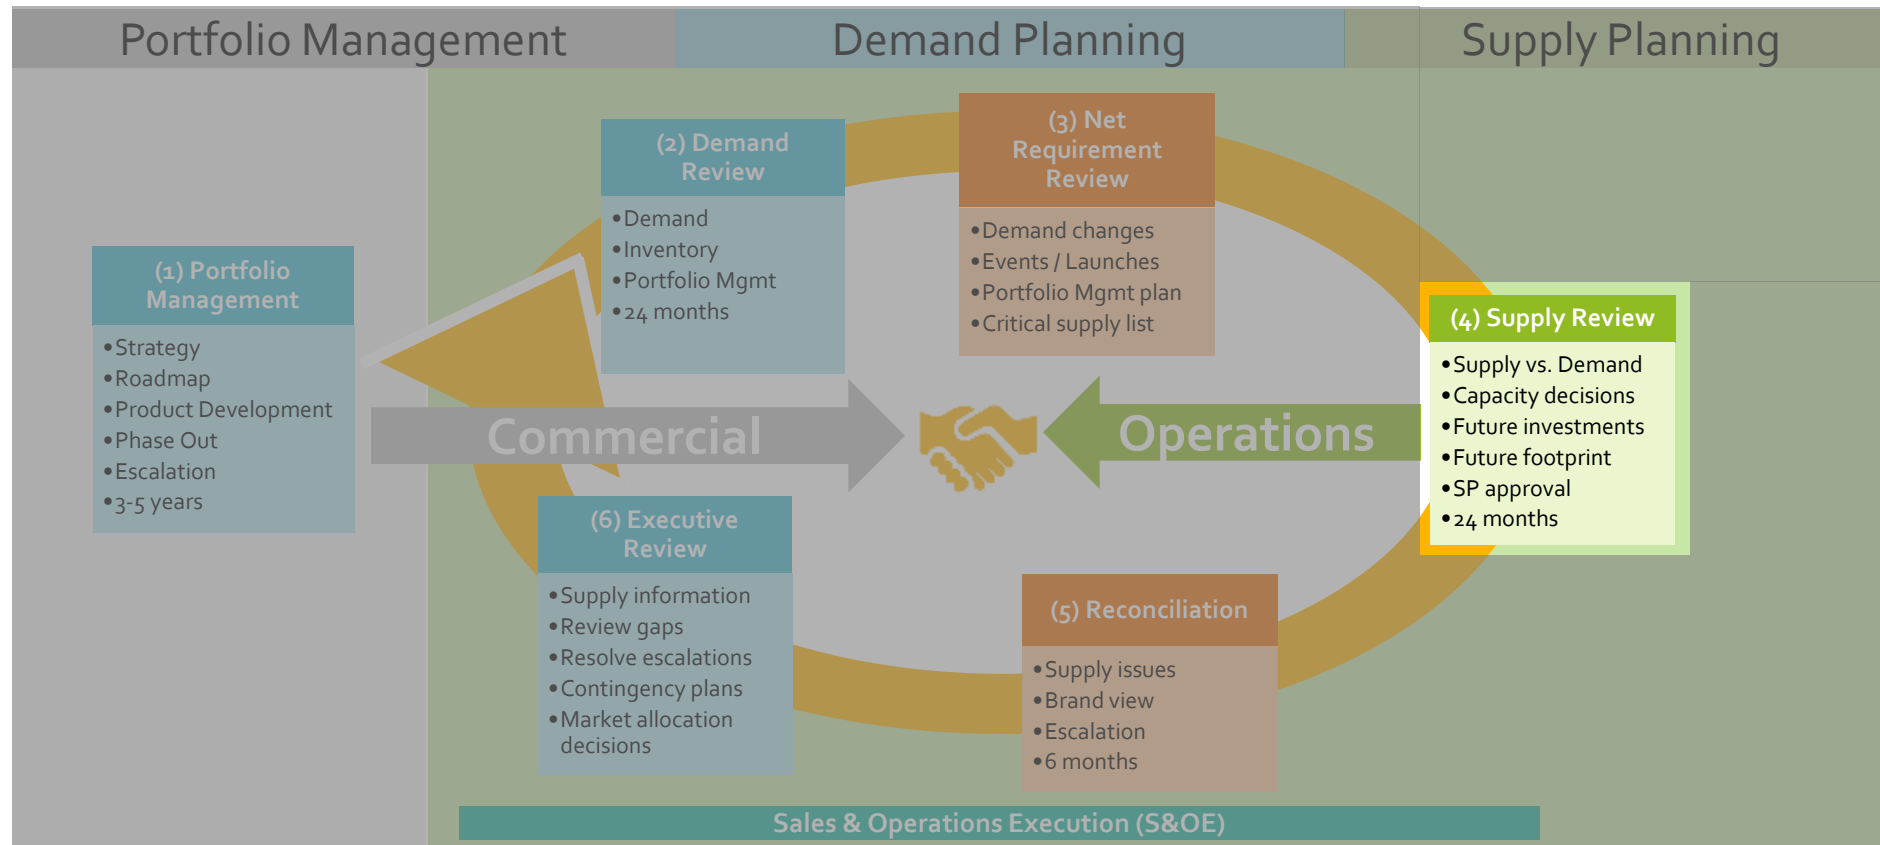 Portfolio Management
Demand Planning
Supply Planning
(1) Portfolio
Management
•Strategy
•Roadmap
•Product Development
•Phase Out
•Escalation
•3-5 years
(2) Demand
Review
•Demand
•Inventory
•Portfolio Mgmt
•24 months
(3) Net
Requirement
Review
•Demand changes
•Events / Launches
•Portfolio Mgmt plan
•Critical supply list
(4) Supply Review
•Supply vs. Demand
•Capacity decisions
•Future investments
•Future footprint
•SP approval
•24 months
Commercial
Operations
(5) Reconciliation
•Supply issues
•Brand view
•Escalation
•6 months
(6) Executive
Review
•Supply information
•Review gaps
•Resolve escalations
•Contingency plans
•Market allocation
decisions
Sales & Operations Execution (S&OE)